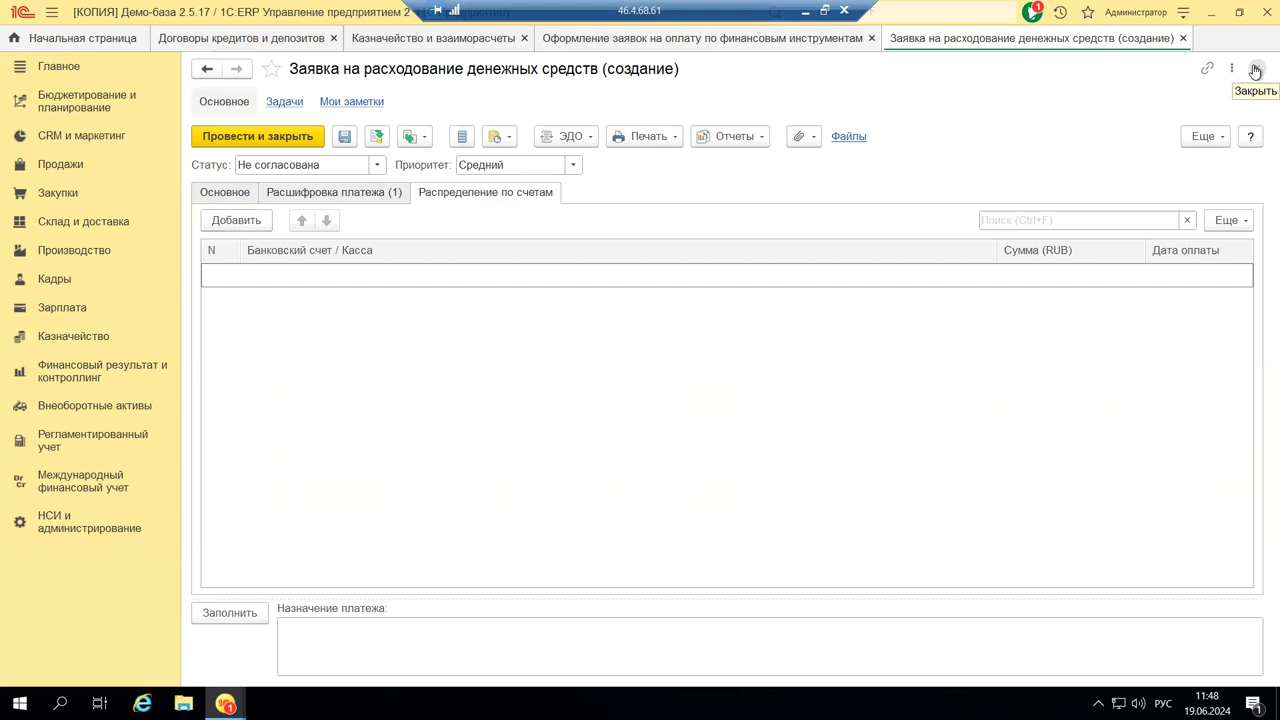 [КОПИЯ] Демо-база 2.5.17 / 1С:ERP Управление предприятием 2
46.4.68.61
Администратор
1
Начальная страница
Договоры кредитов и депозитов
Казначейство и взаиморасчеты
Оформление заявок на оплату по финансовым инструментам
Заявка на расходование денежных средств (создание)
Главное
Бюджетирование и
планирование
CRM и маркетинг
Продажи
Закупки
Склад и доставка
Производство
Кадры
Зарплата
Казначейство
Финансовый результат и
контроллинг
Внеоборотные активы
Регламентированный
учет
Международный
финансовый учет
НСИ и
администрирование
Заявка на расходование денежных средств (создание)
Закрыть
Основное
Задачи
Мои заметки
Провести и закрыть
ЭДО
Печать
Отчеты
Файлы
Еще
?
Статус: Не согласована
Приоритет: Средний
Основное
Расшифровка платежа (1)
Распределение по счетам
Добавить
Поиск (Ctrl+F)
Еще
N
Банковский счет / Касса
Сумма (RUB)
Дата оплаты
Заполнить
Назначение платежа:
РУС
11:48
19.06.2024
1
1